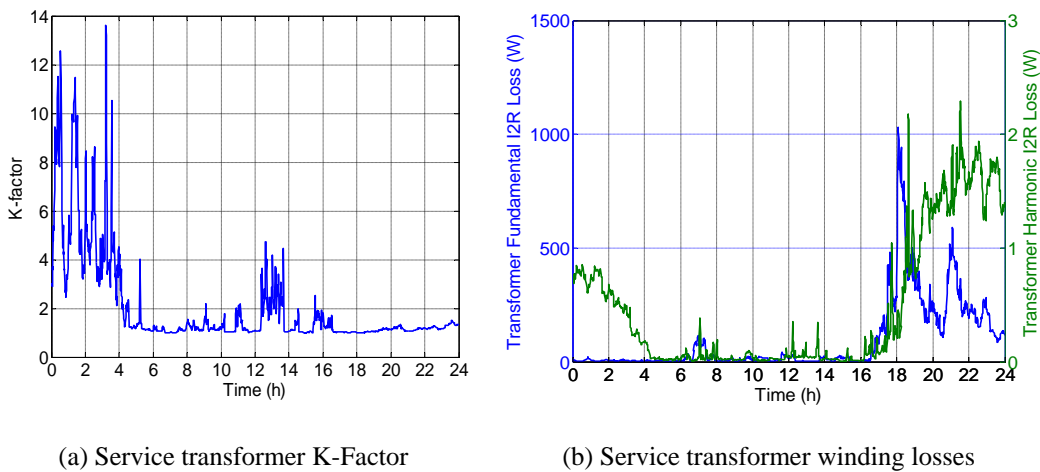 14
12
10
8
6
4
2
0
K-factor
0 2 4 6 8 10 12 14 16 18 20 22 24
Time (h)
1500
1000
500
0
Transformer Fundamental I2R Loss (W)
3
2
1
0
Transformer Harmonic I2R Loss (W)
0 2 4 6 8 10 12 14 16 18 20 22 24
Time (h)
(a) Service transformer K-Factor
(b) Service transformer winding losses